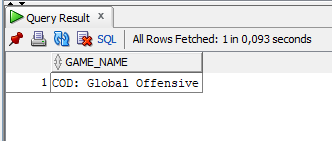 Query Result x
SQL | All Rows Fetched: 1 in 0,093 seconds
GAME_NAME
1 COD: Global Offensive